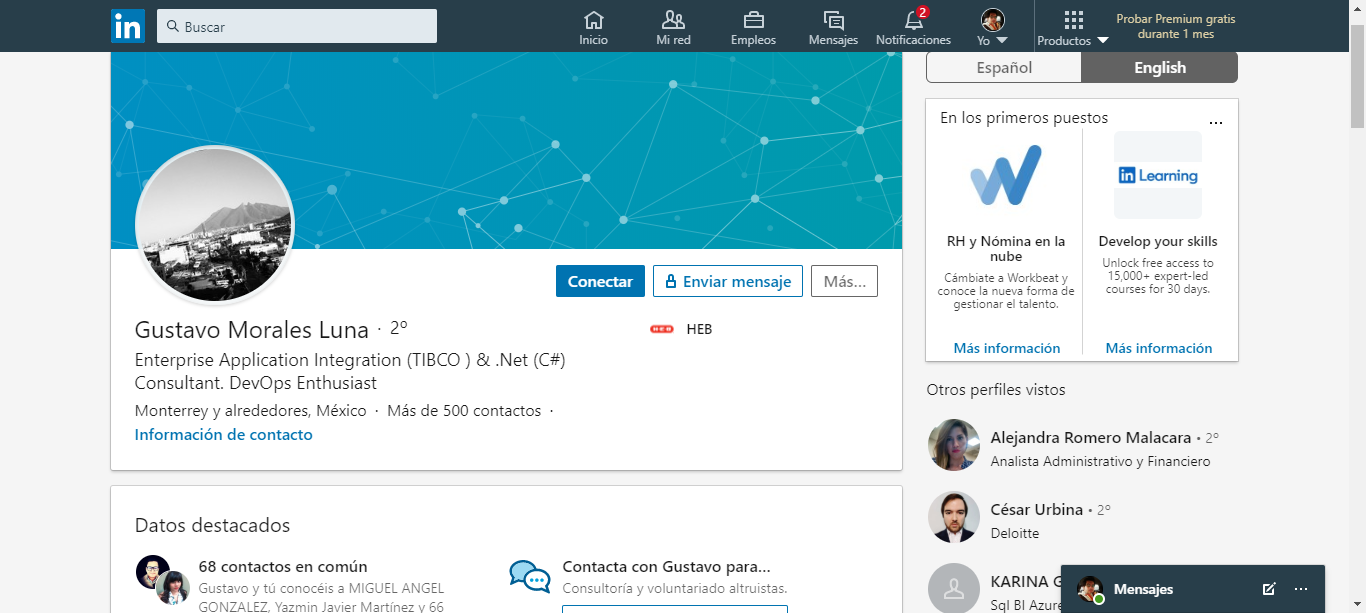 in
Buscar
Inicio
Mi red
Empleos
Mensajes
2
Notificaciones
Yo
Productos
Probar Premium gratis
durante 1 mes
Español
English
Conectar
Enviar mensaje
Más...
Gustavo Morales Luna · 2º
HEB
Enterprise Application Integration (TIBCO ) & .Net (C#)
Consultant. DevOps Enthusiast
Monterrey y alrededores, México · Más de 500 contactos ·
Información de contacto
Datos destacados
68 contactos en común
Gustavo y tú conocéis a MIGUEL ANGEL
GONZALEZ, Yazmin Javier Martínez y 66
Contacta con Gustavo para...
Consultoría y voluntariado altruistas.
En los primeros puestos
...
RH y Nómina en la
nube
Cámbiate a Workbeat y
conoce la nueva forma de
gestionar el talento.
Más información
in Learning
Develop your skills
Unlock free access to
15,000+ expert-led
courses for 30 days.
Más información
Otros perfiles vistos
Alejandra Romero Malacara • 2º
Analista Administrativo y Financiero
César Urbina • 2º
Deloitte
KARINA G
Sql BI Azure
Mensajes
...